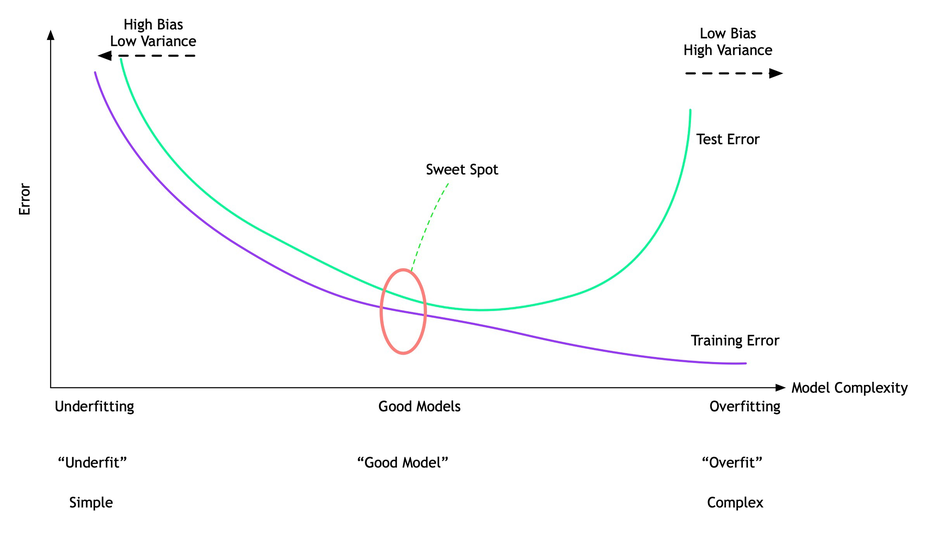 High Bias
Low Variance
Low Bias
High Variance
Test Error
Sweet Spot
Error
Training Error
Model Complexity
Underfitting
Good Models
Overfitting
“Underfit”
“Good Model”
“Overfit”
Simple
Complex